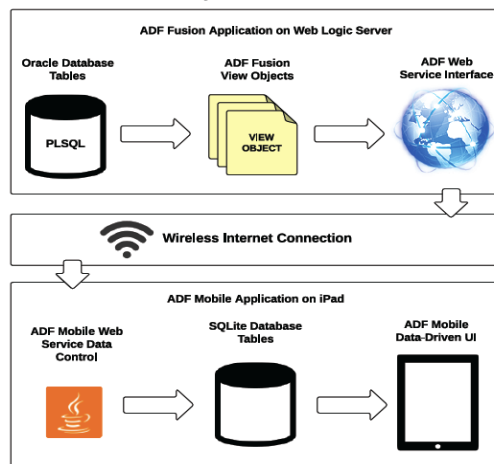 ADF Fusion Application on Web Logic Server
Oracle Database
Tables
ADF Fusion
View Objects
ADF Web
Service Interface
PLSQL
VIEW
OBJECT
Wireless Internet Connection
ADF Mobile Application on iPad
ADF Mobile Web
Service Data
Control
SQLite Database
Tables
ADF Mobile
Data-Driven UI